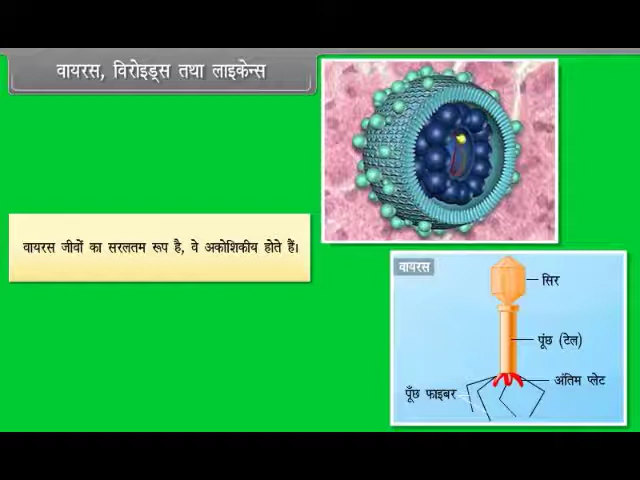 वायरस, विरोइड्स तथा लाइकेन्स
वायरस जीवों का सरलतम रूप है, वे अकोशिकीय होते हैं।
वायरस
सिर
पूंछ (टेल)
अंतिम प्लेट
पूँछ फाइबर